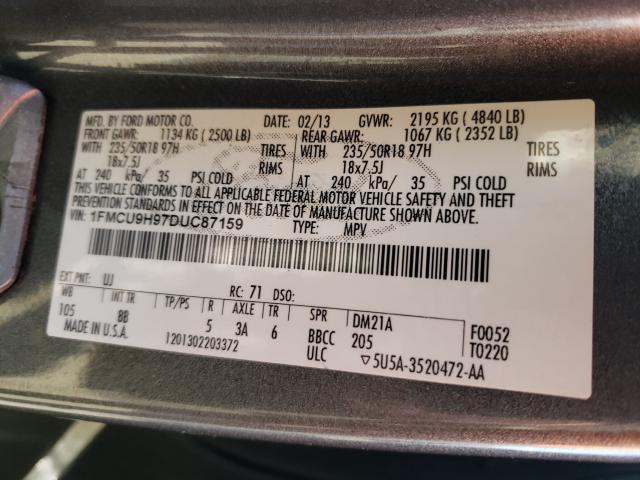 MFD. BY FORD MOTOR CO. 02/13 GVWR: 2195 KG ( 4840 LB)
FRONT GAWR: 1134 KG ( 2500 LB) REAR GAWR: 1067 KG ( 2352 LB)
WITH 235/50R18 97H TIRES WITH 235/50R18 97H TIRES
18x7.5J RIMS 18x7.5J RIMS
AT 240 kPa/ 35 PSI COLD AT 240 kPa/ 35 PSI COLD
THIS VEHICLE CONFORMS TO ALL APPLICABLE FEDERAL MOTOR VEHICLE SAFETY AND THEFT
PREVENTION STANDARDS IN EFFECT ON THE DATE OF MANUFACTURE SHOWN ABOVE.
VIN: 1FMCU9H97DUC87159 TYPE: MPV
EXT PNT: UJ RC: 71 DSO:
WB INT TR TP/PS R AXLE TR SPR DM21A F0052
105 8B 5 3A 6 BBCC 205 T0220
MADE IN U.S.A. 1201302203372 ULC ▽5U5A-3520472-AA